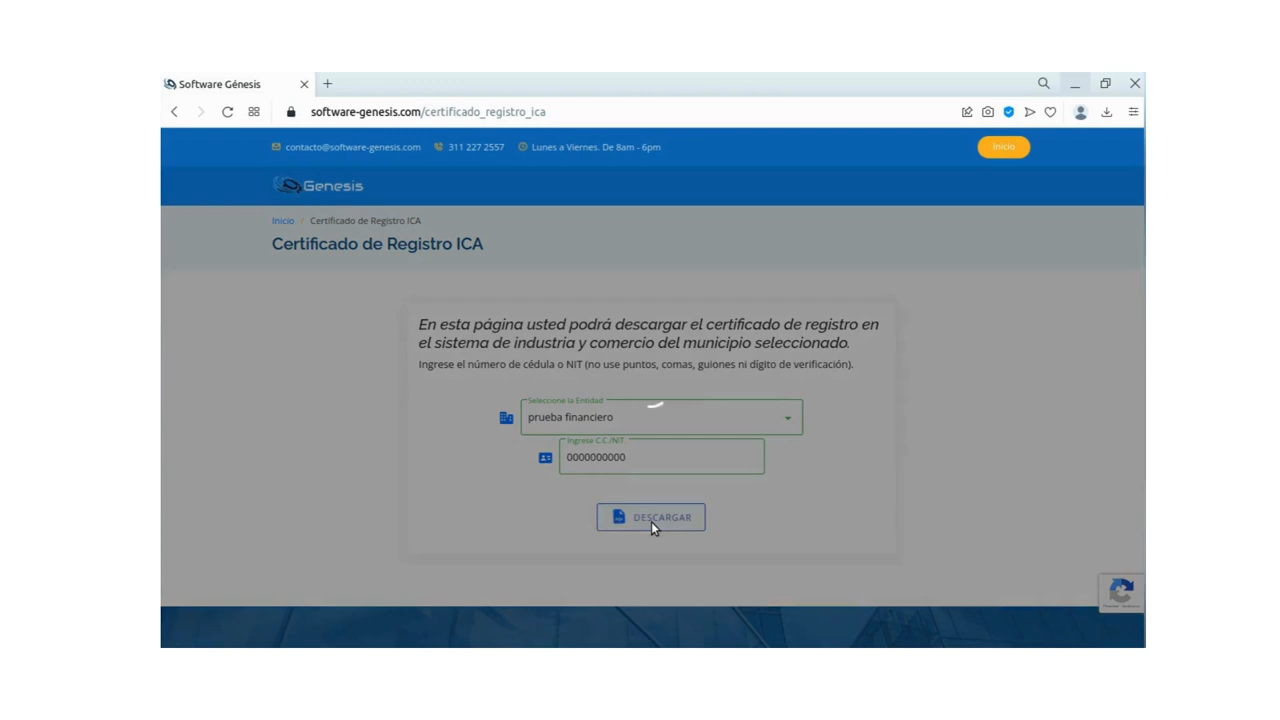 Software Génesis
software-genesis.com/certificado_registro_ica
contacto@software-genesis.com 311 227 2557 Lunes a Viernes. De 8am - 6pm
Inicio
Genesis
Inicio / Certificado de Registro ICA
Certificado de Registro ICA
En esta página usted podrá descargar el certificado de registro en
el sistema de industria y comercio del municipio seleccionado.
Ingrese el número de cédula o NIT (no use puntos, comas, guiones ni dígito de verificación).
Seleccione la Entidad
prueba financiero
Ingrese C.C./NIT.
0000000000
DESCARGAR